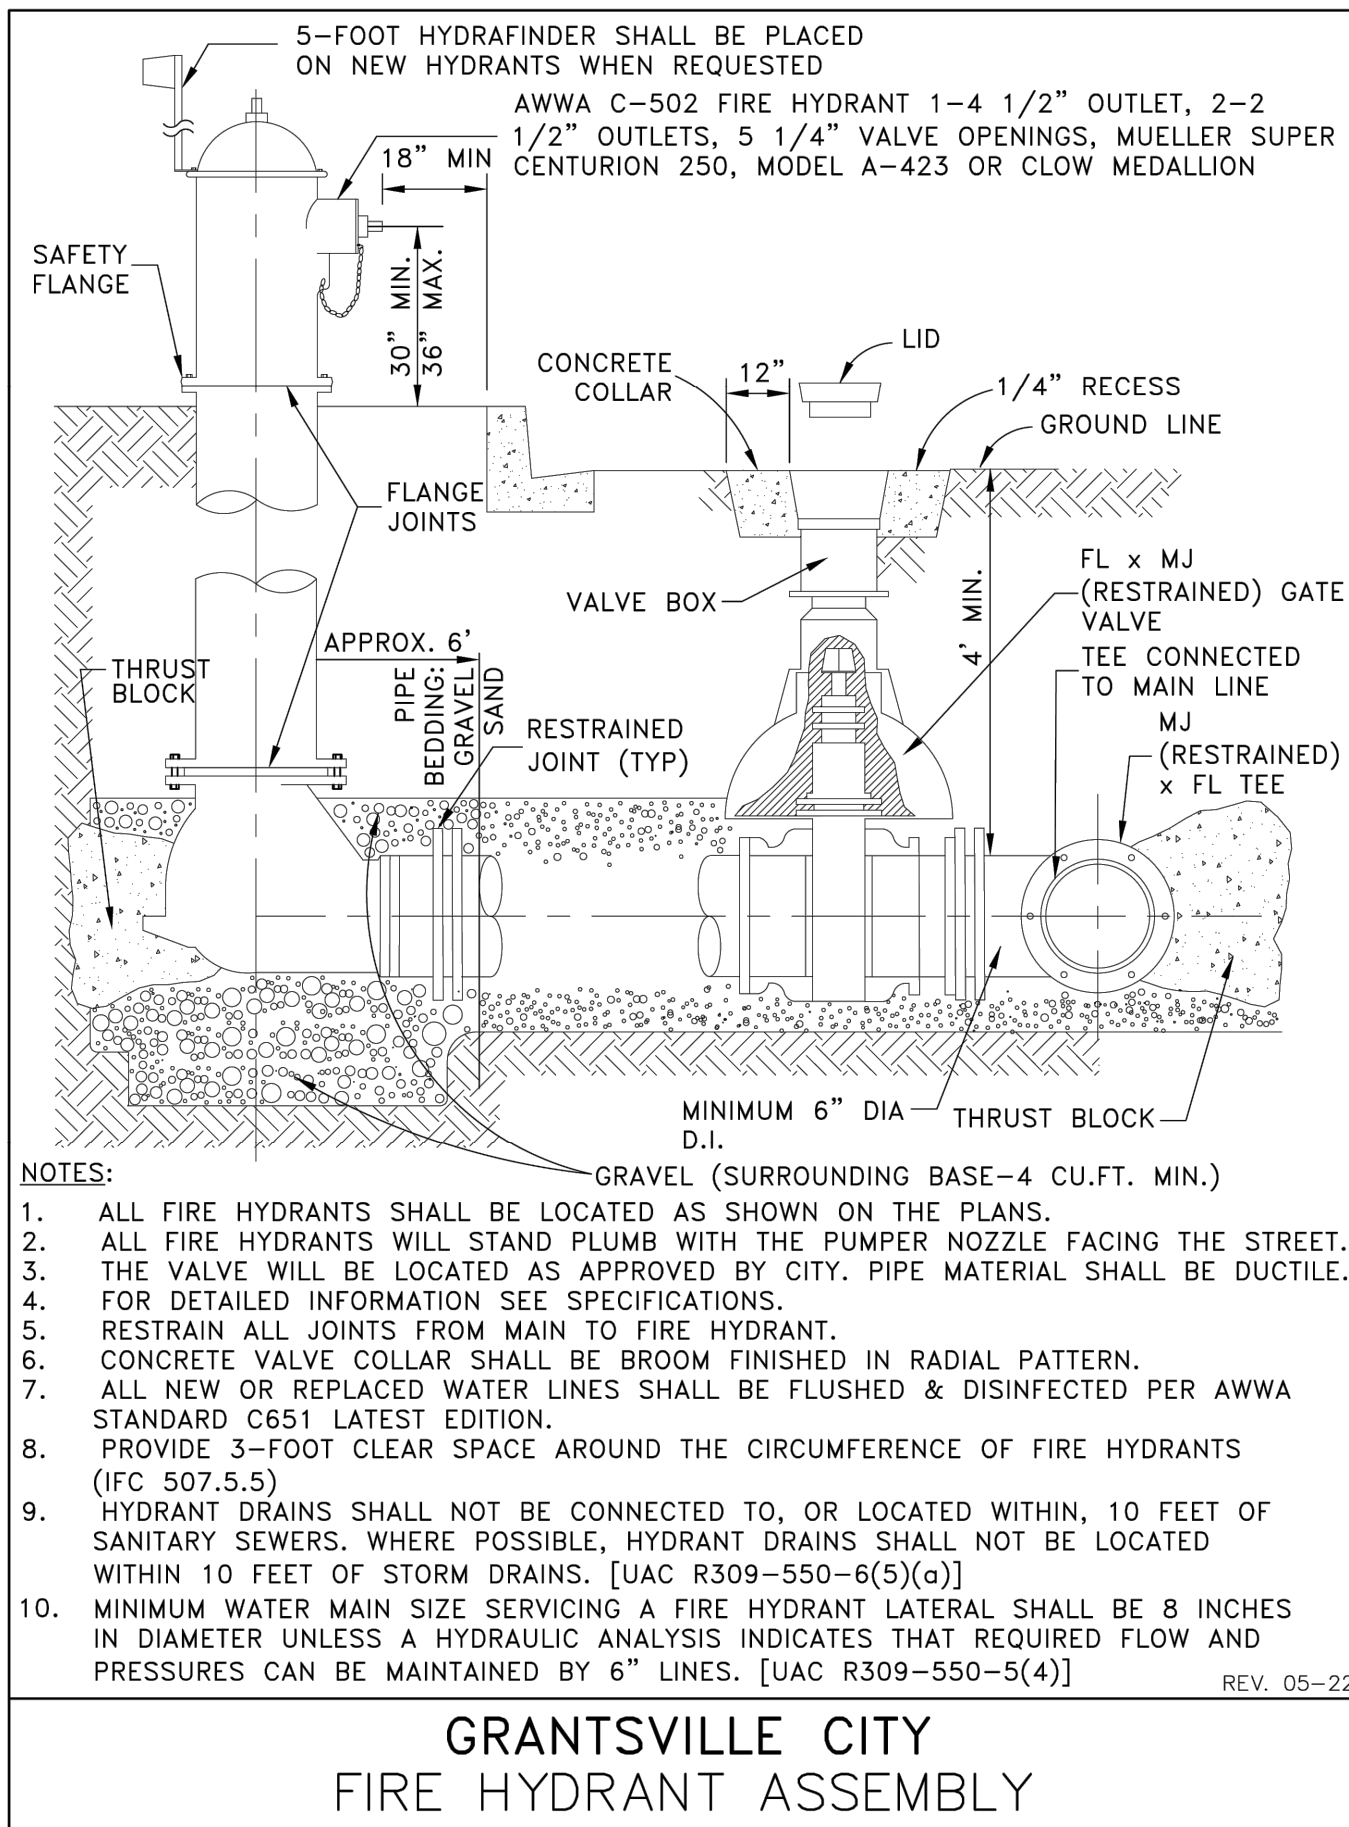 5-FOOT HYDRAFINDER SHALL BE PLACED
ON NEW HYDRANTS WHEN REQUESTED
AWWA C-502 FIRE HYDRANT 1-4 1/2" OUTLET, 2-2
1/2" OUTLETS, 5 1/4" VALVE OPENINGS, MUELLER SUPER
CENTURION 250, MODEL A-423 OR CLOW MEDALLION
18" MIN
SAFETY
FLANGE
30" MIN.
36" MAX.
CONCRETE
COLLAR
12"
LID
1/4" RECESS
GROUND LINE
FLANGE
JOINTS
VALVE BOX
4' MIN.
FL x MJ
(RESTRAINED) GATE
VALVE
TEE CONNECTED
TO MAIN LINE
MJ
(RESTRAINED)
x FL TEE
THRUST
BLOCK
APPROX. 6'
PIPE
BEDDING:
GRAVEL
SAND
RESTRAINED
JOINT (TYP)
MINIMUM 6" DIA
D.I.
THRUST BLOCK
GRAVEL (SURROUNDING BASE-4 CU.FT. MIN.)
NOTES:
1. ALL FIRE HYDRANTS SHALL BE LOCATED AS SHOWN ON THE PLANS.
2. ALL FIRE HYDRANTS WILL STAND PLUMB WITH THE PUMPER NOZZLE FACING THE STREET.
3. THE VALVE WILL BE LOCATED AS APPROVED BY CITY. PIPE MATERIAL SHALL BE DUCTILE.
4. FOR DETAILED INFORMATION SEE SPECIFICATIONS.
5. RESTRAIN ALL JOINTS FROM MAIN TO FIRE HYDRANT.
6. CONCRETE VALVE COLLAR SHALL BE BROOM FINISHED IN RADIAL PATTERN.
7. ALL NEW OR REPLACED WATER LINES SHALL BE FLUSHED & DISINFECTED PER AWWA
STANDARD C651 LATEST EDITION.
8. PROVIDE 3-FOOT CLEAR SPACE AROUND THE CIRCUMFERENCE OF FIRE HYDRANTS
(IFC 507.5.5)
9. HYDRANT DRAINS SHALL NOT BE CONNECTED TO, OR LOCATED WITHIN, 10 FEET OF
SANITARY SEWERS. WHERE POSSIBLE, HYDRANT DRAINS SHALL NOT BE LOCATED
WITHIN 10 FEET OF STORM DRAINS. [UAC R309-550-6(5)(a)]
10. MINIMUM WATER MAIN SIZE SERVICING A FIRE HYDRANT LATERAL SHALL BE 8 INCHES
IN DIAMETER UNLESS A HYDRAULIC ANALYSIS INDICATES THAT REQUIRED FLOW AND
PRESSURES CAN BE MAINTAINED BY 6" LINES. [UAC R309-550-5(4)]
REV. 05-22
GRANTSVILLE CITY
FIRE HYDRANT ASSEMBLY